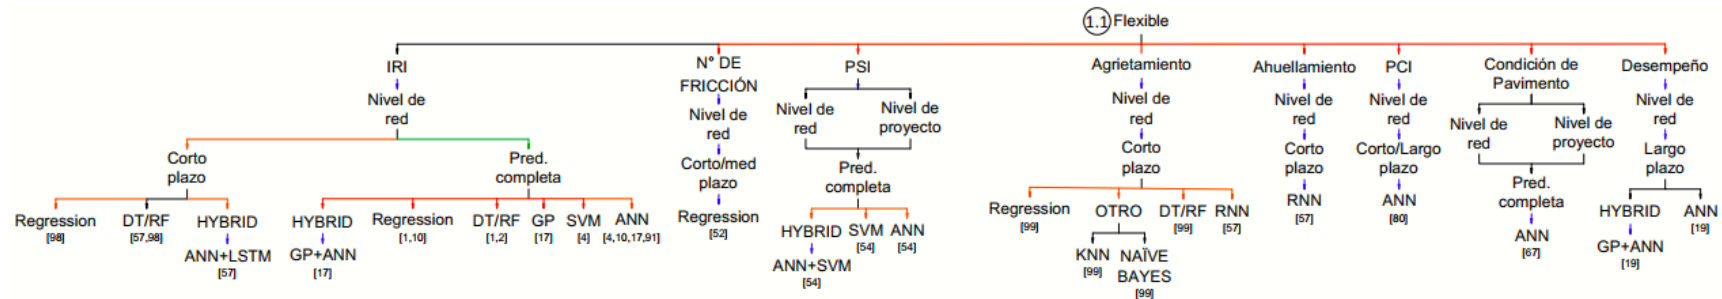 1.1 Flexible
IRI
N° DE
FRICCIÓN
PSI
Agrietamiento
Ahuellamiento
PCI
Condición de
Pavimento
Desempeño
Nivel de
red
Nivel de
red
Nivel de
red
Nivel de
proyecto
Nivel de
red
Nivel de
red
Nivel de
red
Nivel de
red
Nivel de
proyecto
Nivel de
red
Corto
plazo
Pred.
completa
Corto/med
plazo
Pred.
completa
Corto
plazo
Corto
plazo
Corto/Largo
plazo
Pred.
completa
Largo
plazo
Regression
[98]
DT/RF
[57,98]
HYBRID
ANN+LSTM
[57]
HYBRID
GP+ANN
[17]
Regression
[1,10]
DT/RF
[1,2]
GP
[17]
SVM
[4]
ANN
[4,10,17,91]
Regression
[52]
HYBRID
ANN+SVM
[54]
SVM
[54]
ANN
[54]
Regression
[99]
OTRO
KNN
[99]
NAÏVE
BAYES
[99]
DT/RF
[99]
RNN
[57]
RNN
[57]
ANN
[80]
ANN
[67]
HYBRID
GP+ANN
[19]
ANN
[19]